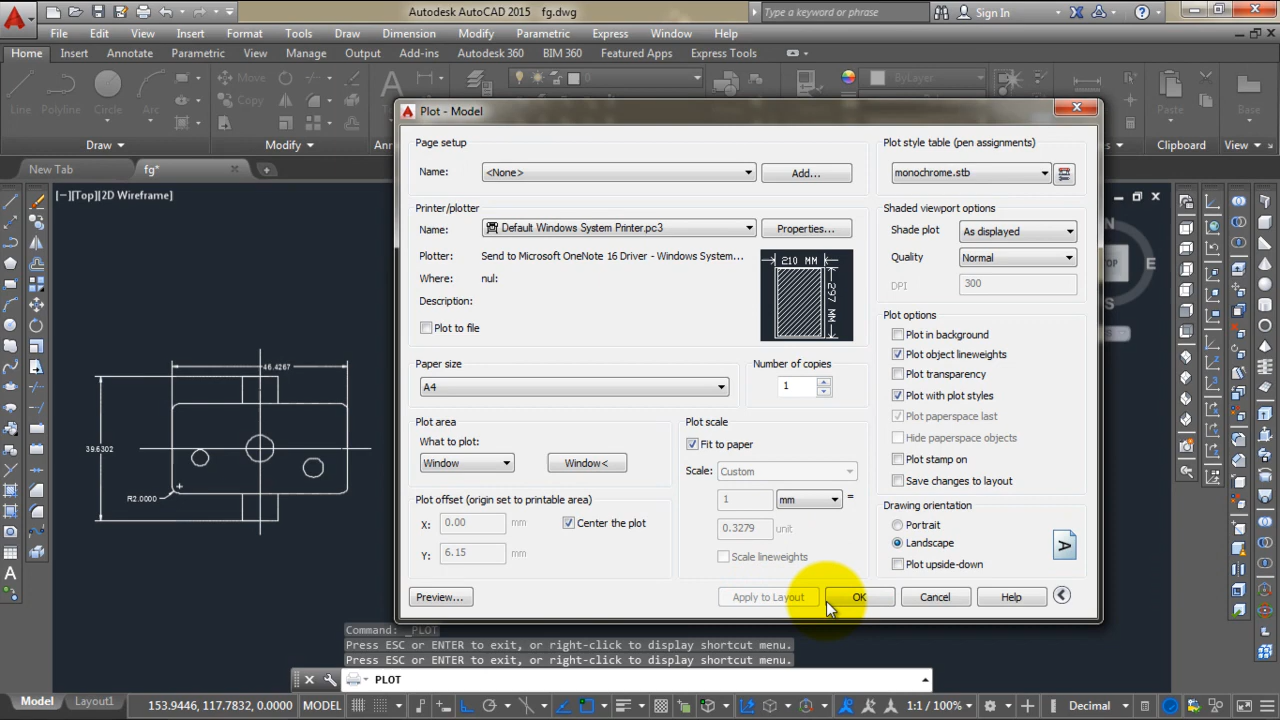 Autodesk AutoCAD 2015 fg.dwg
Type a keyword or phrase
Sign In
File Edit View Insert Format Tools Draw Dimension Modify Parametric Express Window Help
Home Insert Annotate Parametric View Manage Output Add-ins Autodesk 360 BIM 360 Featured Apps Express Tools
Line Polyline Circle Arc
Move
Copy
0
ByLayer
Paste
Base
Draw
Modify
Clipboard
View
New Tab
fg*
[−][Top][2D Wireframe]
TOP
E
S
46.4267
39.6302
R2.0000
Plot - Model
Page setup
Name: <None> Add...
Printer/plotter
Name: Default Windows System Printer.pc3 Properties...
Plotter: Send to Microsoft OneNote 16 Driver - Windows System...
Where: nul:
Description:
Plot to file
210 MM
297 MM
Paper size
A4
Number of copies
1
Plot area
What to plot:
Window Window<
Plot offset (origin set to printable area)
X: 0.00 mm
Center the plot
Y: 6.15 mm
Plot scale
Fit to paper
Scale: Custom
1 mm =
0.3279 unit
Scale lineweights
Plot style table (pen assignments)
monochrome.stb
Shaded viewport options
Shade plot As displayed
Quality Normal
DPI 300
Plot options
Plot in background
Plot object lineweights
Plot transparency
Plot with plot styles
Plot paperspace last
Hide paperspace objects
Plot stamp on
Save changes to layout
Drawing orientation
Portrait
Landscape
Plot upside-down
A
Preview... Apply to Layout OK Cancel Help
Command: _PLOT
Press ESC or ENTER to exit, or right-click to display shortcut menu.
Press ESC or ENTER to exit, or right-click to display shortcut menu.
PLOT
Model Layout1 153.9446, 117.7832, 0.0000 MODEL 1:1 / 100% Decimal